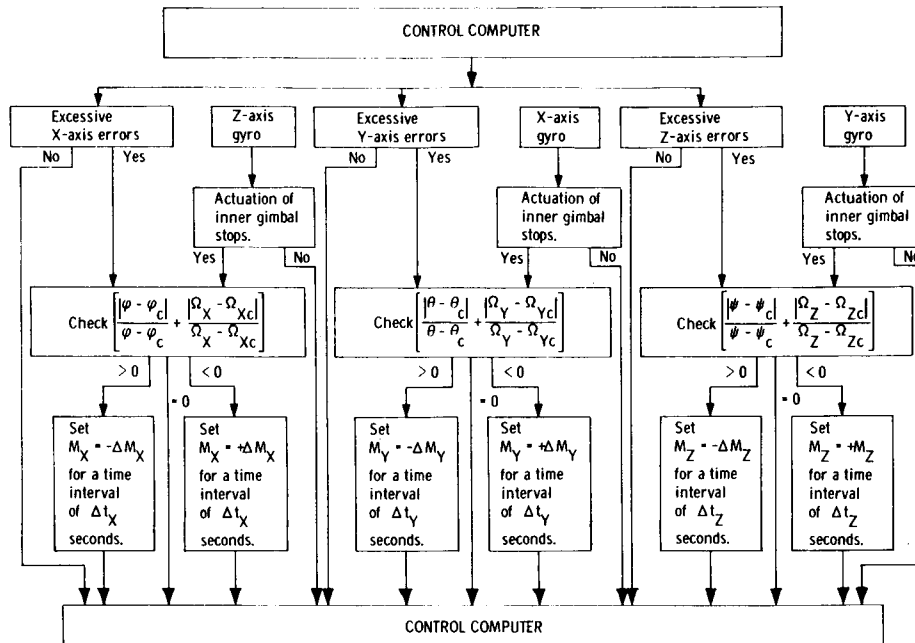 CONTROL COMPUTER
Excessive
X-axis errors
Z-axis
gyro
Excessive
Y-axis errors
X-axis
gyro
Excessive
Z-axis errors
Y-axis
gyro
No
Yes
No
Yes
No
Yes
Actuation of
inner gimbal
stops.
Actuation of
inner gimbal
stops.
Actuation of
inner gimbal
stops.
Yes
No
Yes
No
Yes
No
Check [|φ - φc| / φ - φc + |ΩX - ΩXc| / ΩX - ΩXc]
Check [|θ - θc| / θ - θc + |ΩY - ΩYc| / ΩY - ΩYc]
Check [|ψ - ψc| / ψ - ψc + |ΩZ - ΩZc| / ΩZ - ΩZc]
> 0
< 0
= 0
> 0
< 0
= 0
> 0
< 0
= 0
Set
MX = -ΔMX
for a time
interval
of ΔtX
seconds.
Set
MX = +ΔMX
for a time
interval
of ΔtX
seconds.
Set
MY = -ΔMY
for a time
interval
of ΔtY
seconds.
Set
MY = +ΔMY
for a time
interval
of ΔtY
seconds.
Set
MZ = -ΔMZ
for a time
interval
of ΔtZ
seconds.
Set
MZ = +MZ
for a time
interval
of ΔtZ
seconds.
CONTROL COMPUTER